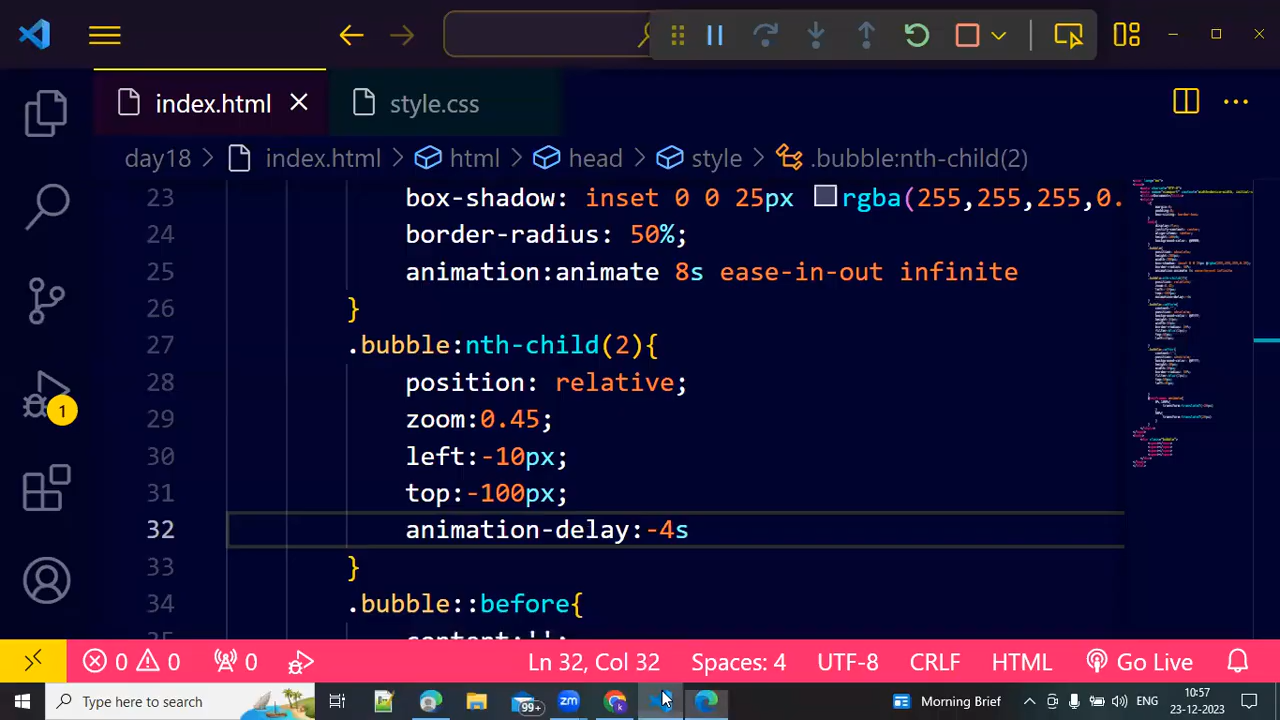 index.html
style.css
day18 > index.html > html > head > style > .bubble:nth-child(2)
23 box-shadow: inset 0 0 25px rgba(255,255,255,0.
24 border-radius: 50%;
25 animation:animate 8s ease-in-out infinite
26 }
27 .bubble:nth-child(2){
28 position: relative;
29 zoom:0.45;
30 left:-10px;
31 top:-100px;
32 animation-delay:-4s
33 }
34 .bubble::before{
1
0 0 0 Ln 32, Col 32 Spaces: 4 UTF-8 CRLF HTML Go Live
Type here to search 99+ zm Morning Brief ENG 10:57
23-12-2023